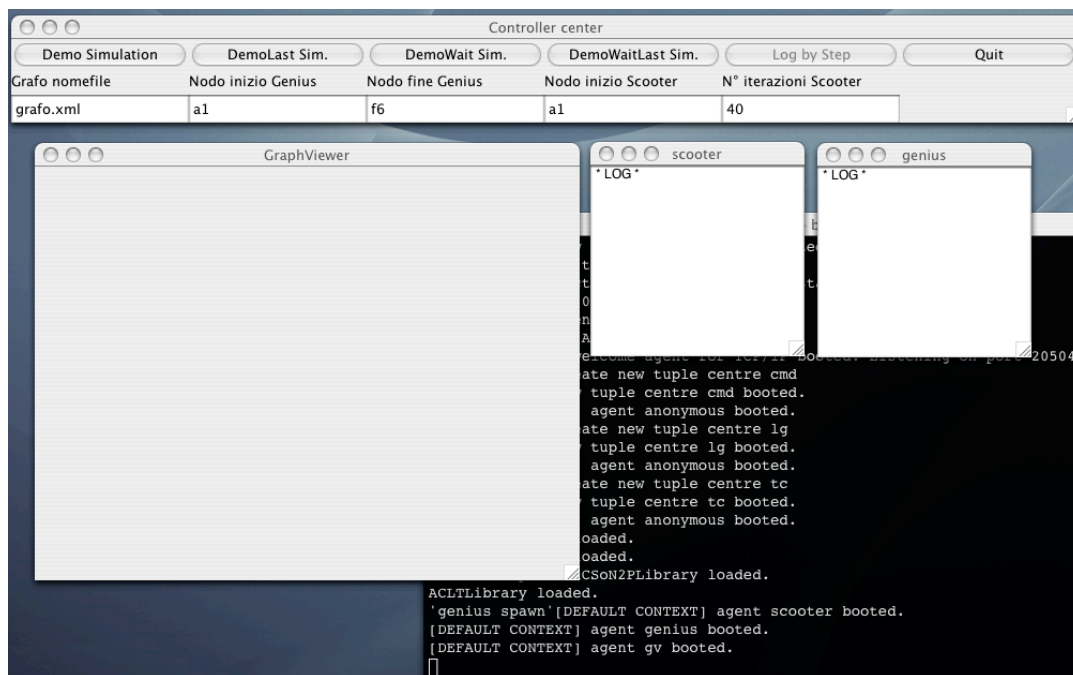 Controller center
Demo Simulation DemoLast Sim. DemoWait Sim. DemoWaitLast Sim. Log by Step Quit
Grafo nomefile Nodo inizio Genius Nodo fine Genius Nodo inizio Scooter N° iterazioni Scooter
grafo.xml a1 f6 a1 40
GraphViewer
scooter
* LOG *
genius
* LOG *
20504
ate new tuple centre cmd
tuple centre cmd booted.
agent anonymous booted.
ate new tuple centre lg
tuple centre lg booted.
agent anonymous booted.
ate new tuple centre tc
tuple centre tc booted.
agent anonymous booted.
oaded.
oaded.
CSoN2PLibrary loaded.
ACLTLibrary loaded.
'genius spawn'[DEFAULT CONTEXT] agent scooter booted.
[DEFAULT CONTEXT] agent genius booted.
[DEFAULT CONTEXT] agent gv booted.